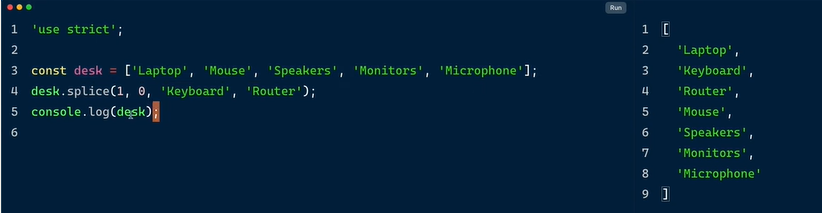 Run
1 'use strict';
2
3 const desk = ['Laptop', 'Mouse', 'Speakers', 'Monitors', 'Microphone'];
4 desk.splice(1, 0, 'Keyboard', 'Router');
5 console.log(desk);
6
1 [
2 'Laptop',
3 'Keyboard',
4 'Router',
5 'Mouse',
6 'Speakers',
7 'Monitors',
8 'Microphone'
9 ]